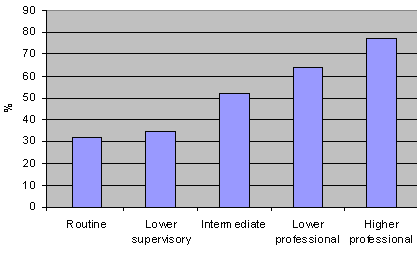 90
80
70
60
50
40
30
20
10
0
%
Routine
Lower
supervisory
Intermediate
Lower
professional
Higher
professional